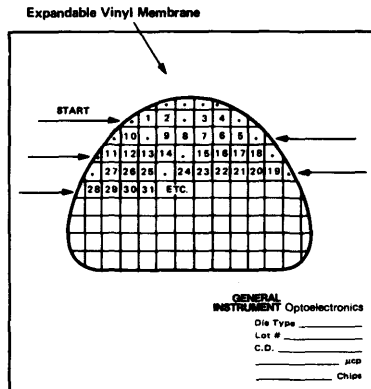 Expandable Vinyl Membrane
START
. 1 2 . 3 4 .
. 10 . 9 8 7 6 5 .
. 11 12 13 14 . 15 16 17 18 .
. 27 26 25 . 24 23 22 21 20 19 .
28 29 30 31 ETC.
GENERAL
INSTRUMENT Optoelectronics
Die Type
Lot #
C.D.
μcp
Chips